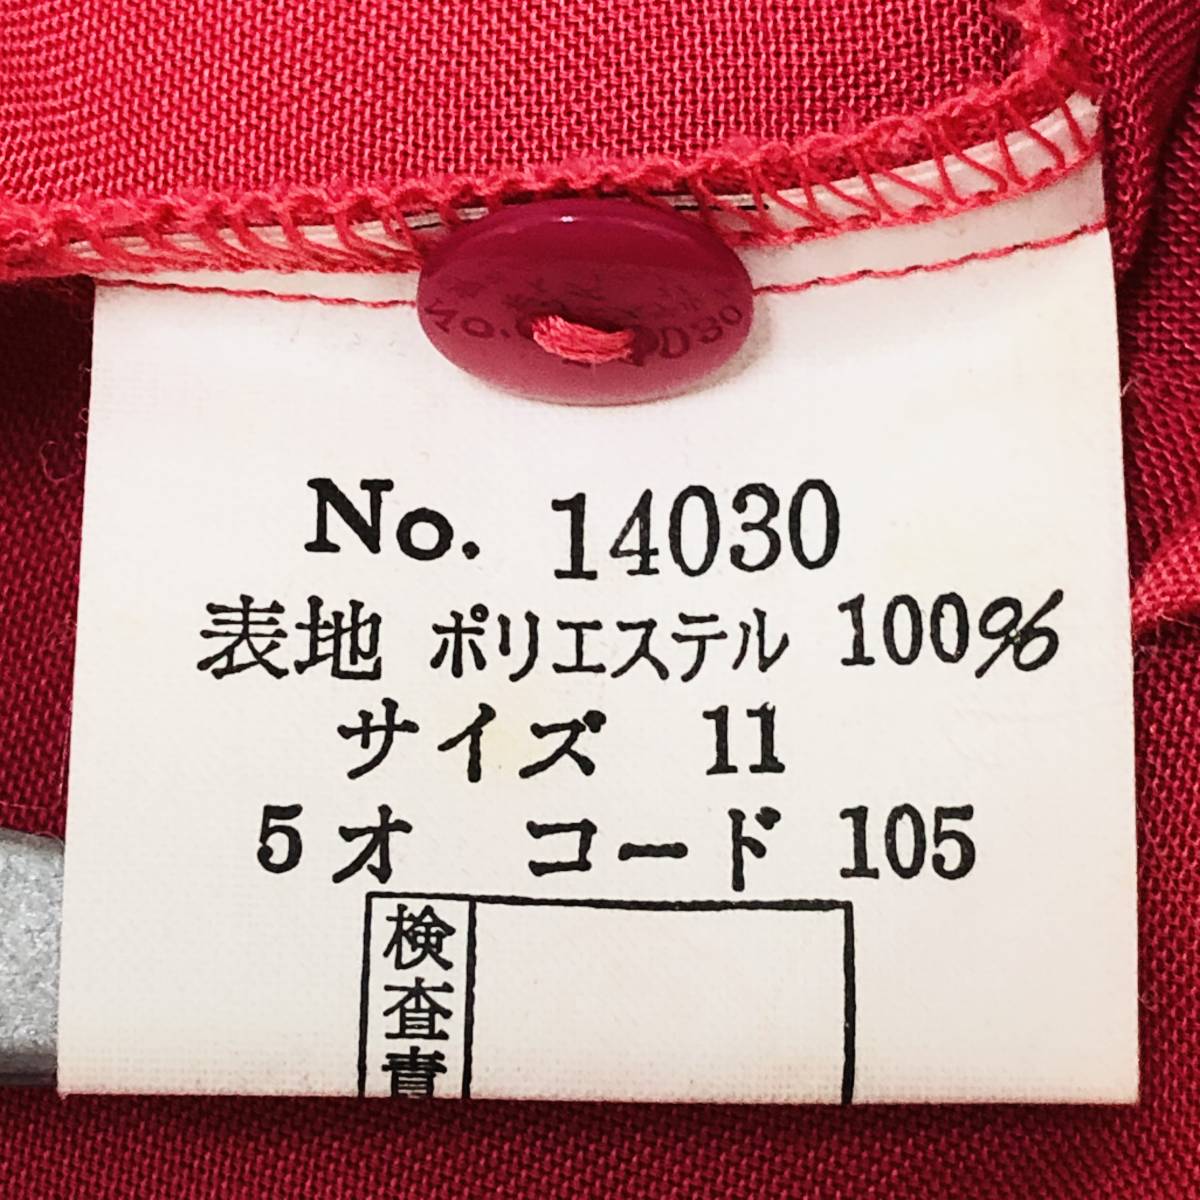 No. 14030
表地 ポリエステル 100%
サイズ 11
5オ コード 105
検査責